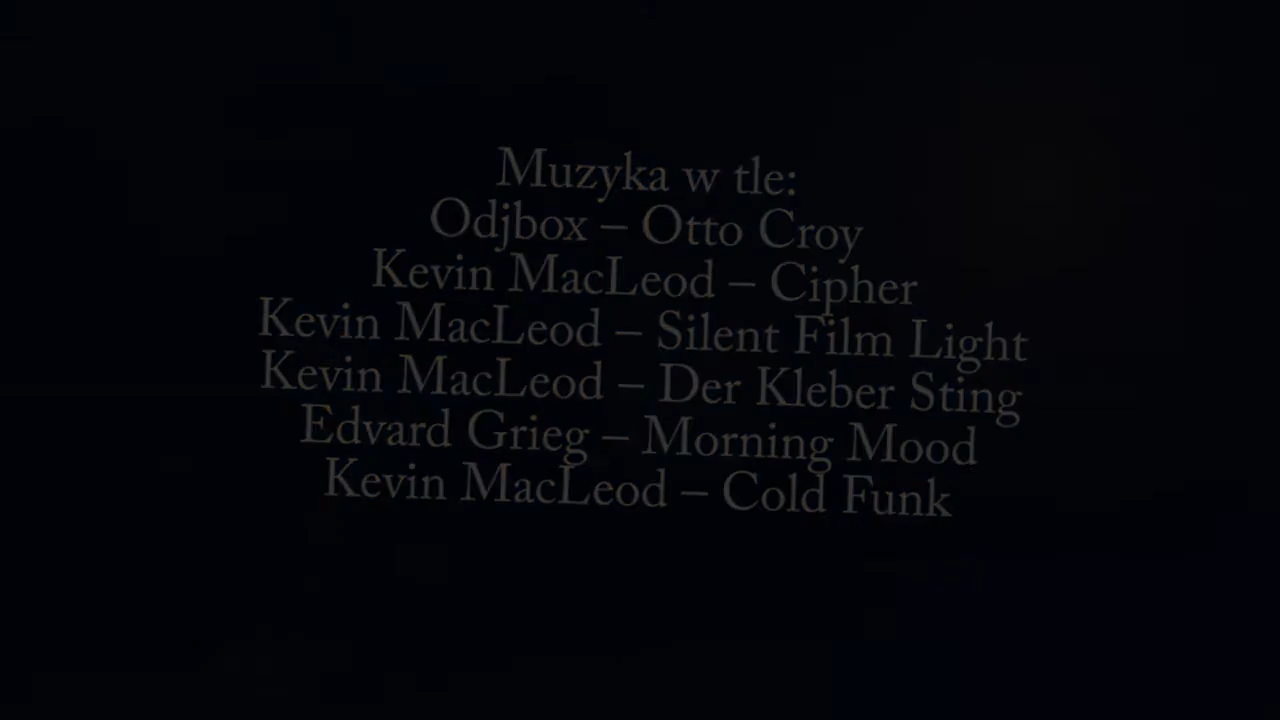 Muzyka w tle:
Odjbox – Otto Croy
Kevin MacLeod – Cipher
Kevin MacLeod – Silent Film Light
Kevin MacLeod – Der Kleber Sting
Edvard Grieg – Morning Mood
Kevin MacLeod – Cold Funk